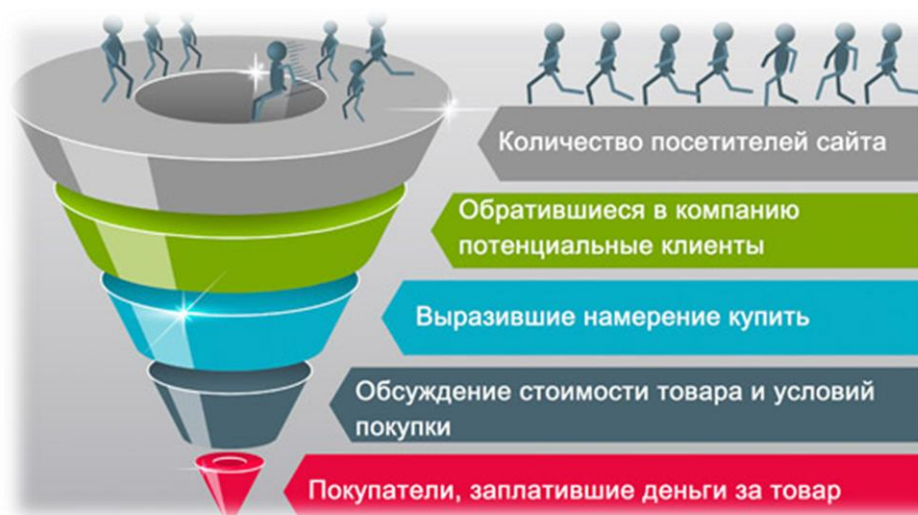 Количество посетителей сайта
Обратившиеся в компанию
потенциальные клиенты
Выразившие намерение купить
Обсуждение стоимости товара и условий
покупки
Покупатели, заплатившие деньги за товар